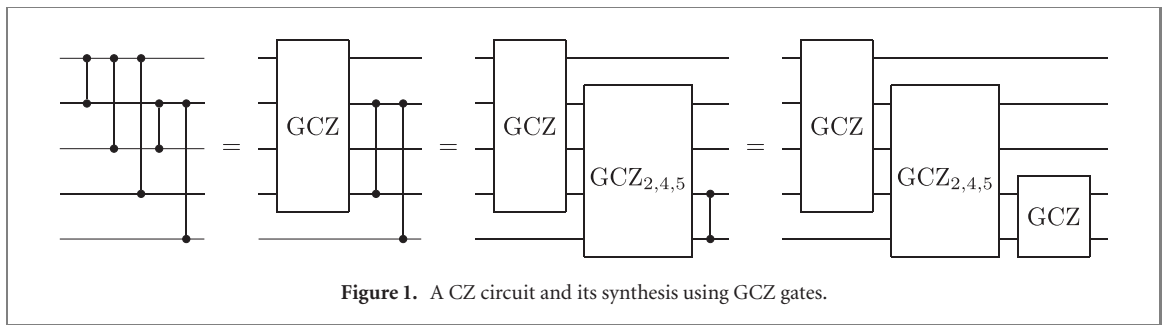 = GCZ = GCZ GCZ₂,₄,₅ = GCZ GCZ₂,₄,₅ GCZ
Figure 1. A CZ circuit and its synthesis using GCZ gates.